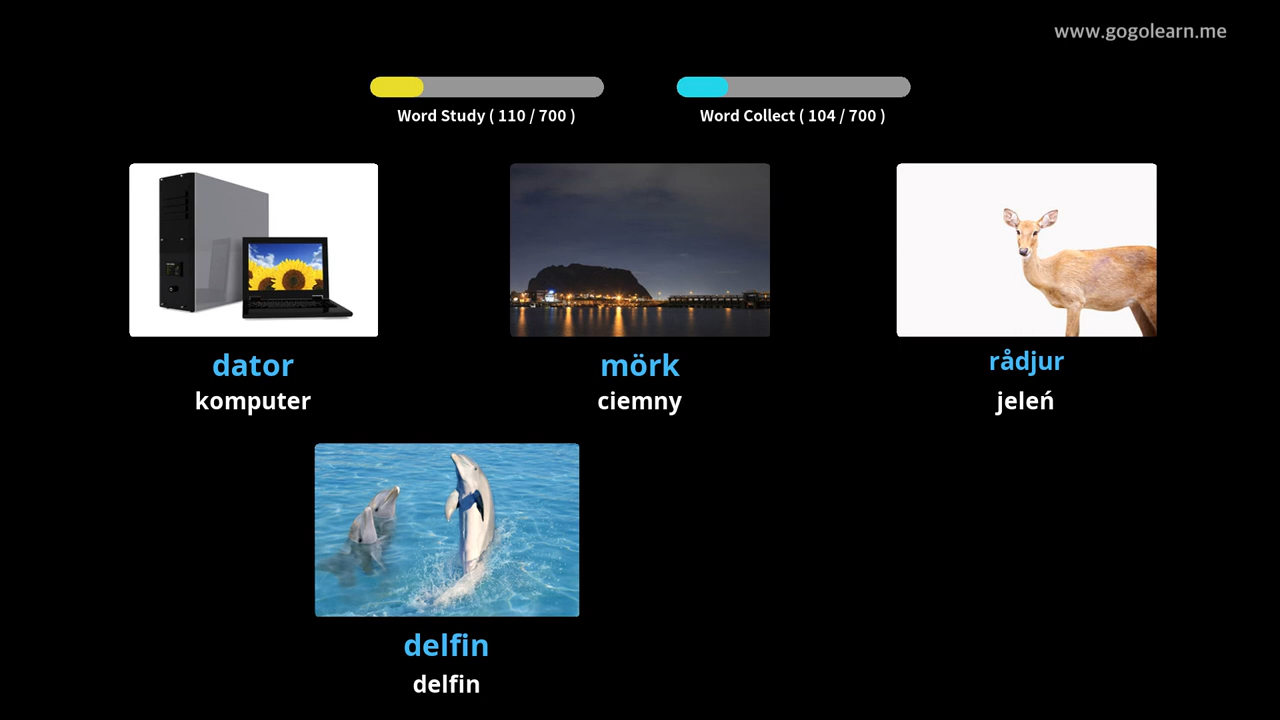 www.gogolearn.me
Word Study ( 110 / 700 )
Word Collect ( 104 / 700 )
dator
komputer
mörk
ciemny
rådjur
jeleń
delfin
delfin